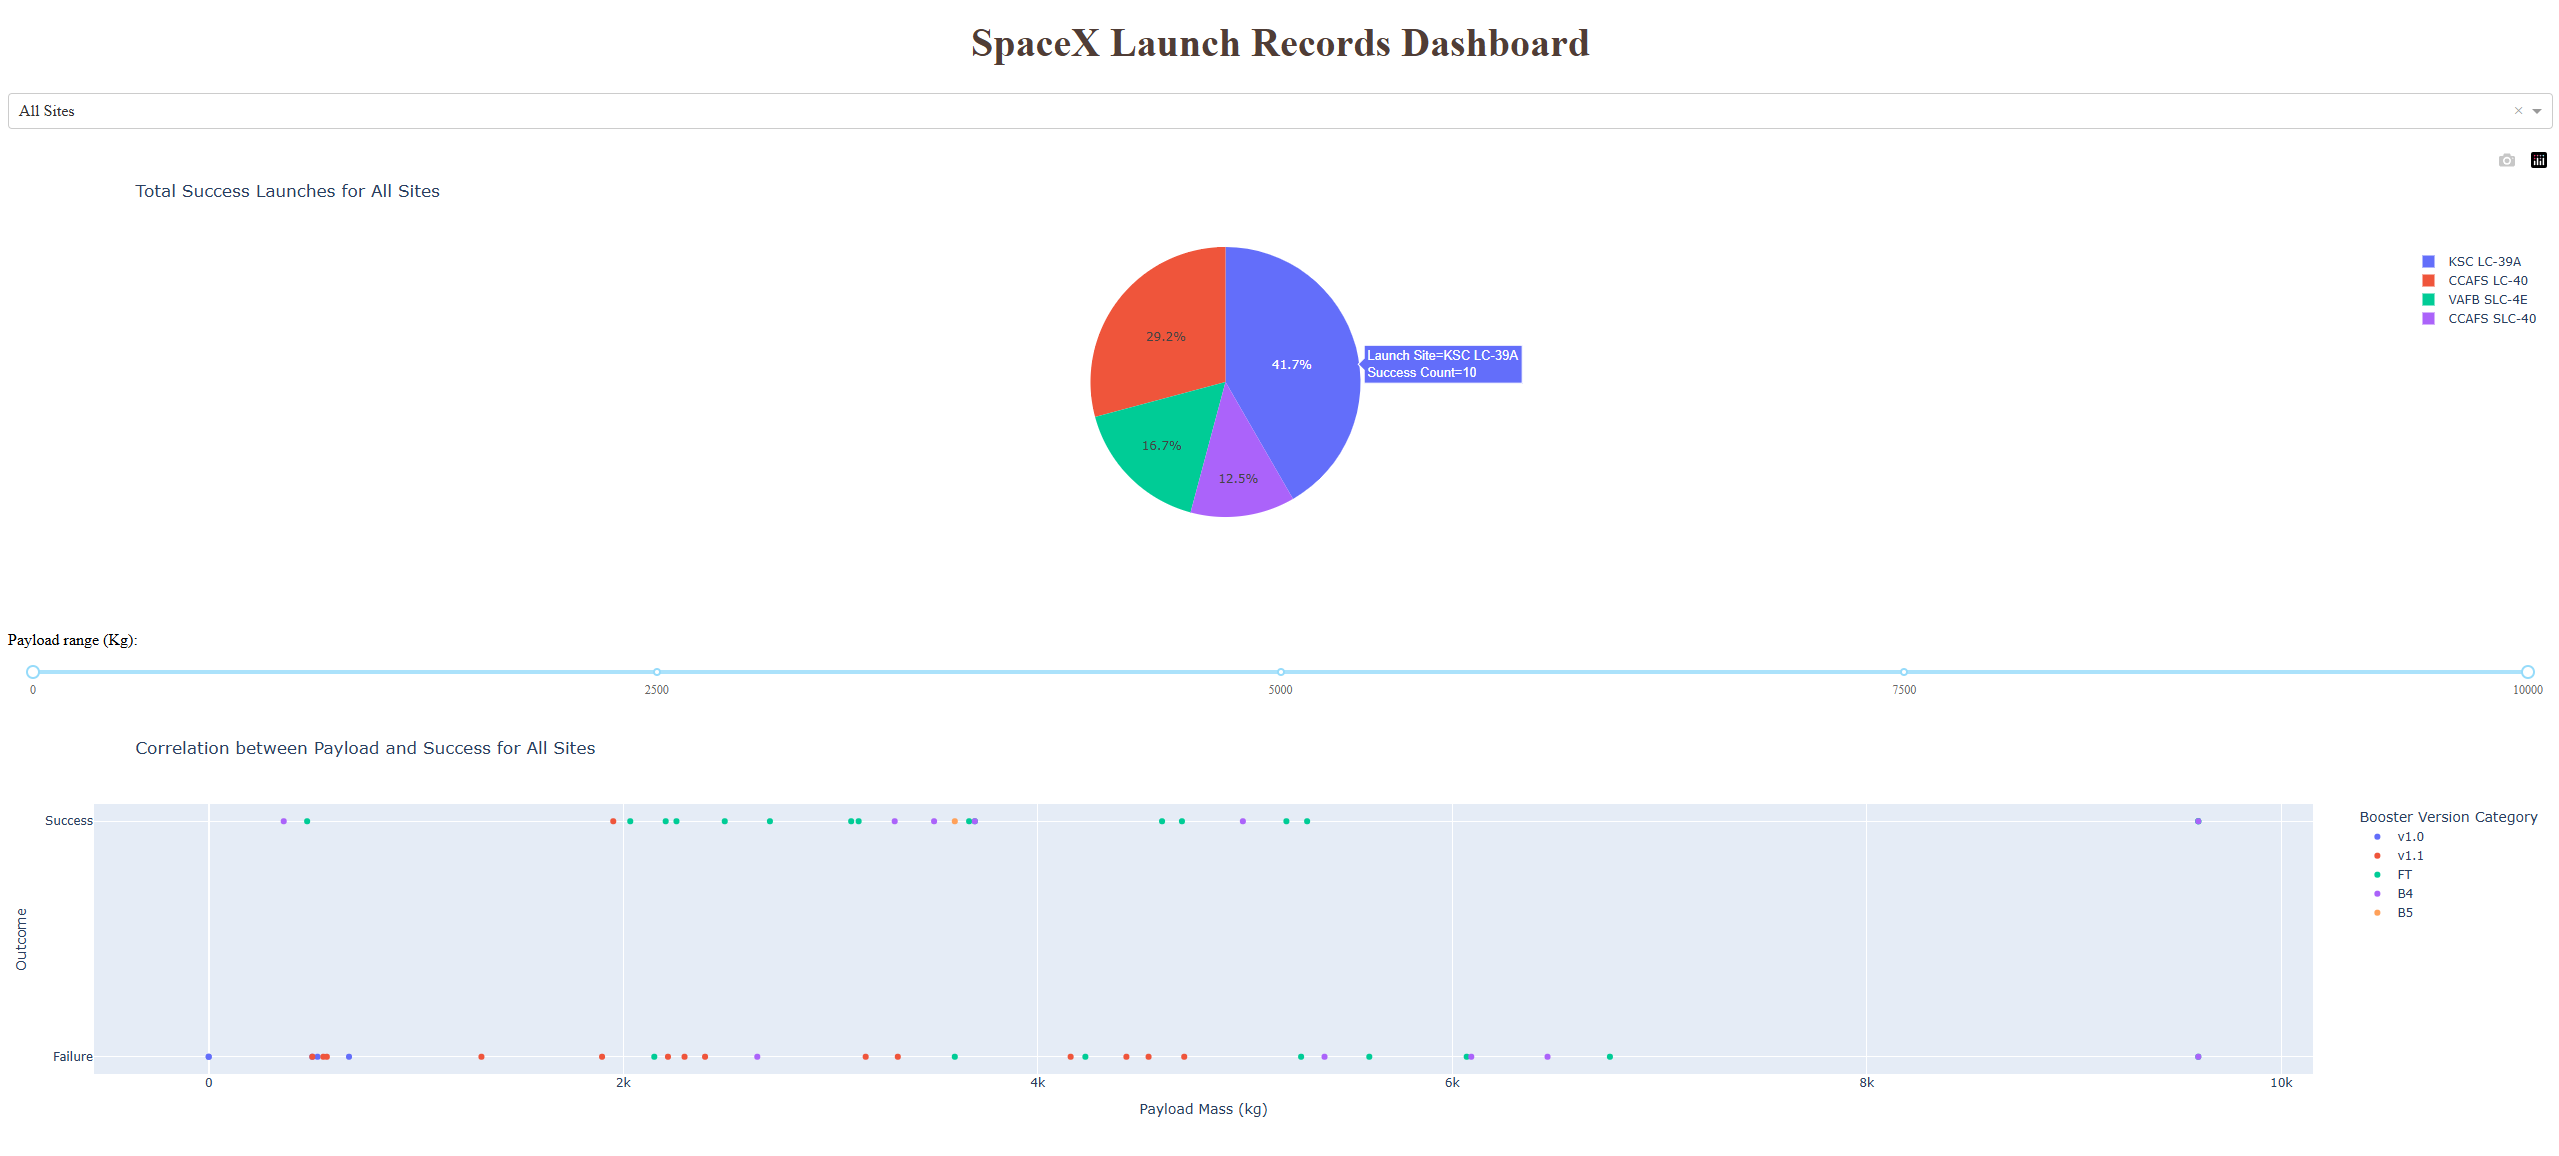 SpaceX Launch Records Dashboard
All Sites ×
Total Success Launches for All Sites
KSC LC-39A
CCAFS LC-40
VAFB SLC-4E
CCAFS SLC-40
29.2%
41.7%
Launch Site=KSC LC-39A
Success Count=10
16.7%
12.5%
Payload range (Kg):
0 2500 5000 7500 10000
Correlation between Payload and Success for All Sites
Success
Outcome
Failure
Booster Version Category
v1.0
v1.1
FT
B4
B5
0 2k 4k 6k 8k 10k
Payload Mass (kg)